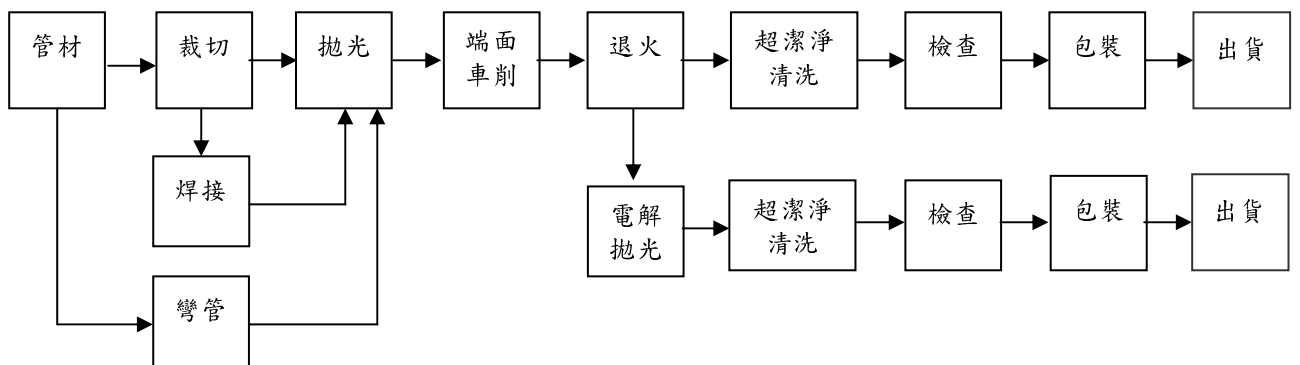 管材
裁切
拋光
端面
車削
退火
超潔淨
清洗
檢查
包裝
出貨
焊接
電解
拋光
超潔淨
清洗
檢查
包裝
出貨
彎管